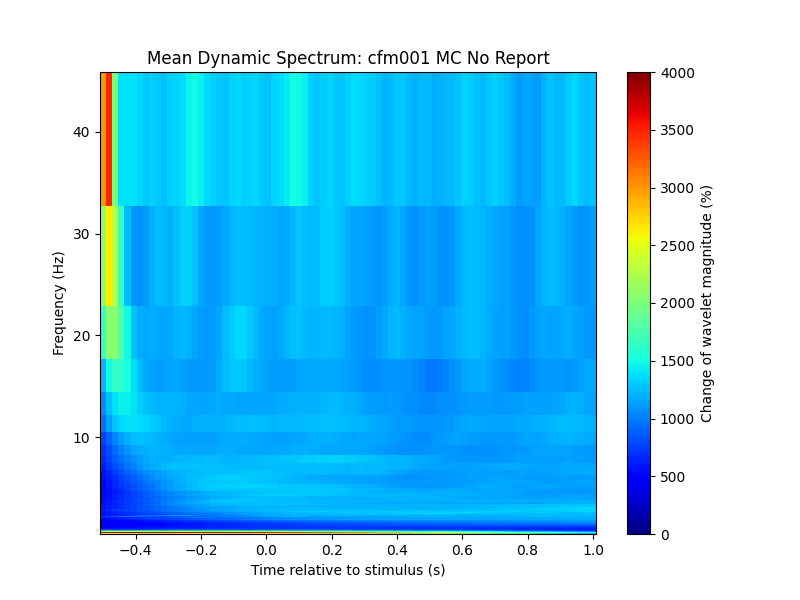 Mean Dynamic Spectrum: cfm001 MC No Report
Frequency (Hz)
40
30
20
10
−0.4 −0.2 0.0 0.2 0.4 0.6 0.8 1.0
Time relative to stimulus (s)
4000
3500
3000
2500
2000
1500
1000
500
0
Change of wavelet magnitude (%)